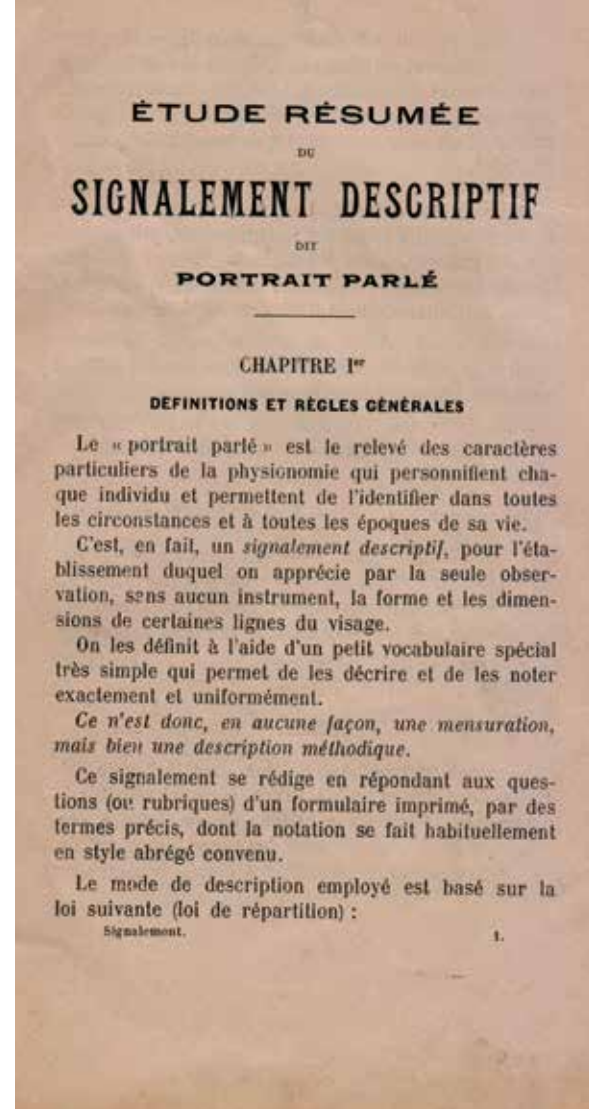 ÉTUDE RÉSUMÉE
DU
SIGNALEMENT DESCRIPTIF
DIT
PORTRAIT PARLÉ
CHAPITRE Ier
DÉFINITIONS ET RÈGLES GÉNÉRALES
Le « portrait parlé » est le relevé des caractères
particuliers de la physionomie qui personnifient cha-
que individu et permettent de l'identifier dans toutes
les circonstances et à toutes les époques de sa vie.
C'est, en fait, un signalement descriptif, pour l'éta-
blissement duquel on apprécie par la seule obser-
vation, sans aucun instrument, la forme et les dimen-
sions de certaines lignes du visage.
On les définit à l'aide d'un petit vocabulaire spécial
très simple qui permet de les décrire et de les noter
exactement et uniformément.
Ce n'est donc, en aucune façon, une mensuration,
mais bien une description méthodique.
Ce signalement se rédige en répondant aux ques-
tions (ou rubriques) d'un formulaire imprimé, par des
termes précis, dont la notation se fait habituellement
en style abrégé convenu.
Le mode de description employé est basé sur la
loi suivante (loi de répartition) :
Signalement. 1.